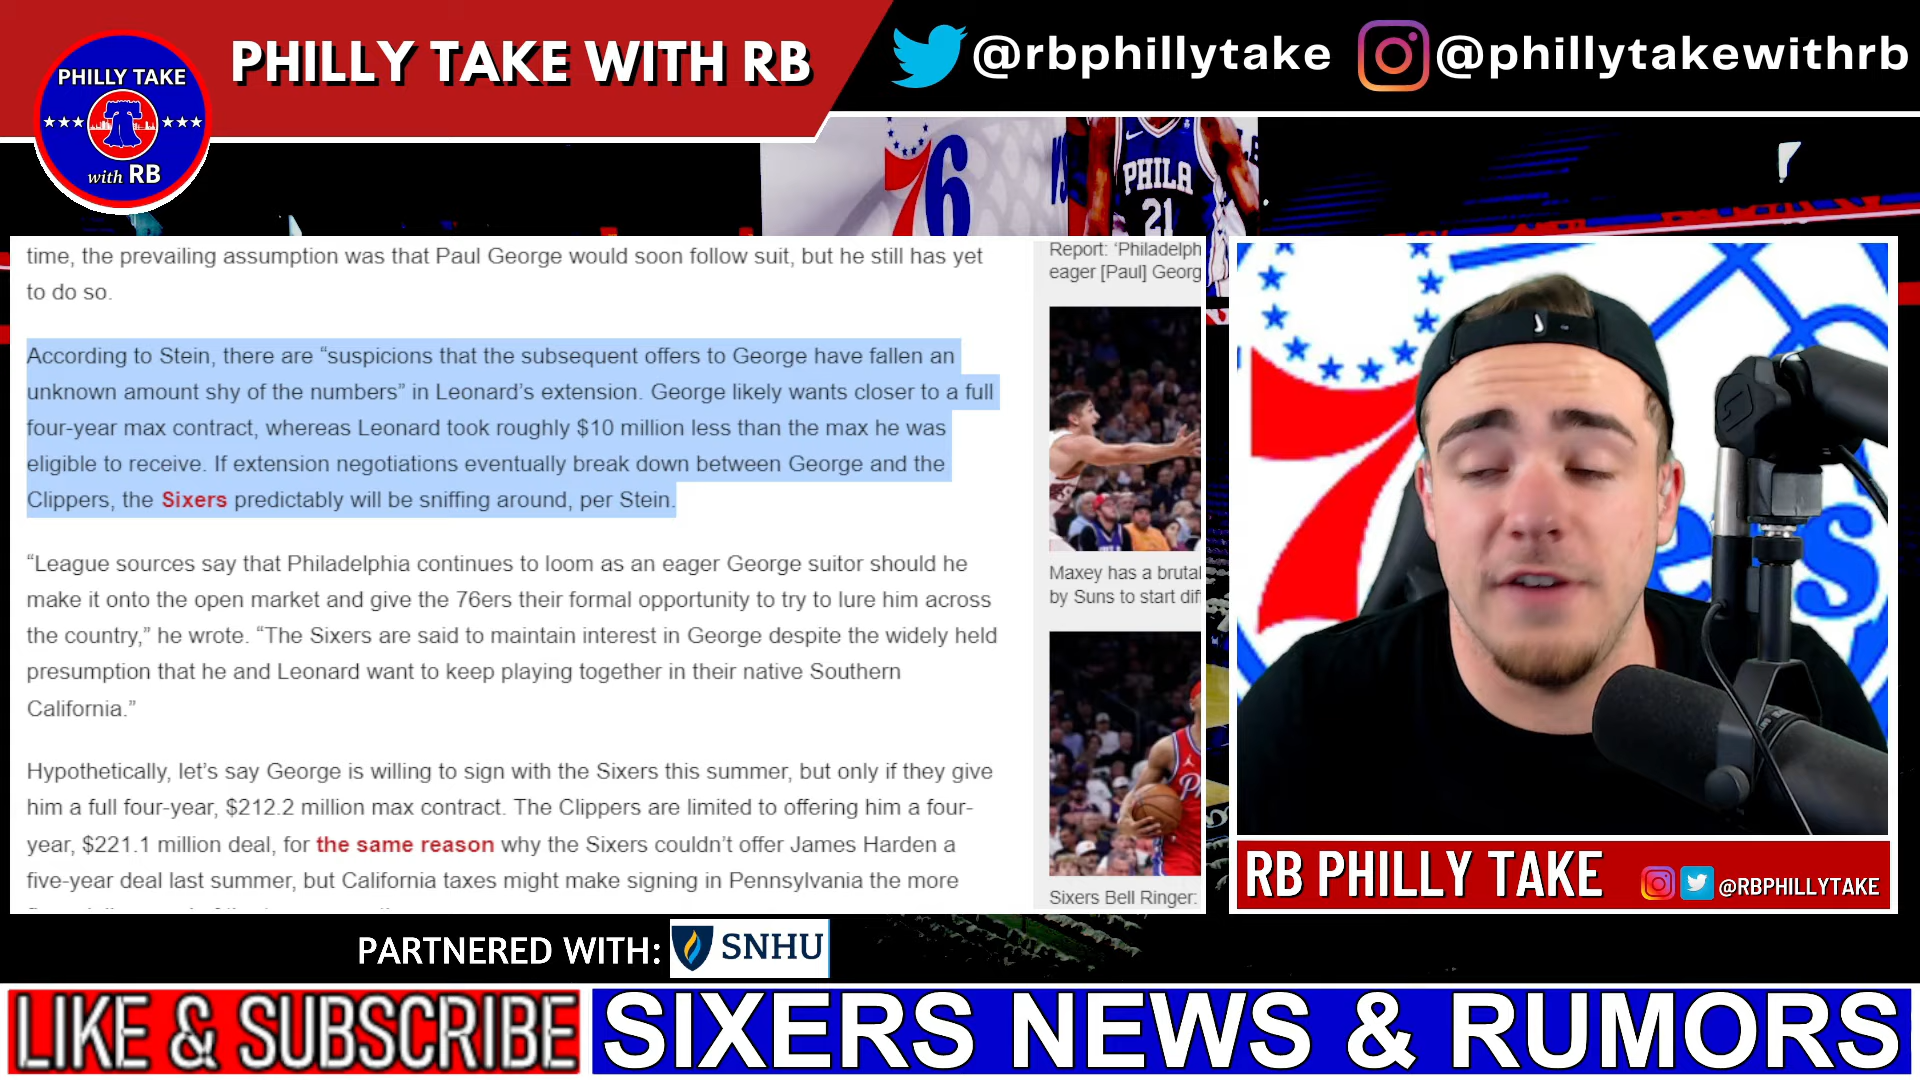 PHILLY TAKE
with RB
PHILLY TAKE WITH RB
@rbphillytake
@phillytakewithrb
76
PHILA
21
time, the prevailing assumption was that Paul George would soon follow suit, but he still has yet
to do so.
According to Stein, there are “suspicions that the subsequent offers to George have fallen an
unknown amount shy of the numbers” in Leonard’s extension. George likely wants closer to a full
four-year max contract, whereas Leonard took roughly $10 million less than the max he was
eligible to receive. If extension negotiations eventually break down between George and the
Clippers, the Sixers predictably will be sniffing around, per Stein.
“League sources say that Philadelphia continues to loom as an eager George suitor should he
make it onto the open market and give the 76ers their formal opportunity to try to lure him across
the country,” he wrote. “The Sixers are said to maintain interest in George despite the widely held
presumption that he and Leonard want to keep playing together in their native Southern
California.”
Hypothetically, let’s say George is willing to sign with the Sixers this summer, but only if they give
him a full four-year, $212.2 million max contract. The Clippers are limited to offering him a four-
year, $221.1 million deal, for the same reason why the Sixers couldn’t offer James Harden a
five-year deal last summer, but California taxes might make signing in Pennsylvania the more
Report: ‘Philadelph
eager [Paul] Georg
Maxey has a brutal
by Suns to start dif
Sixers Bell Ringer:
RB PHILLY TAKE
@RBPHILLYTAKE
PARTNERED WITH:
SNHU
LIKE & SUBSCRIBE
SIXERS NEWS & RUMORS